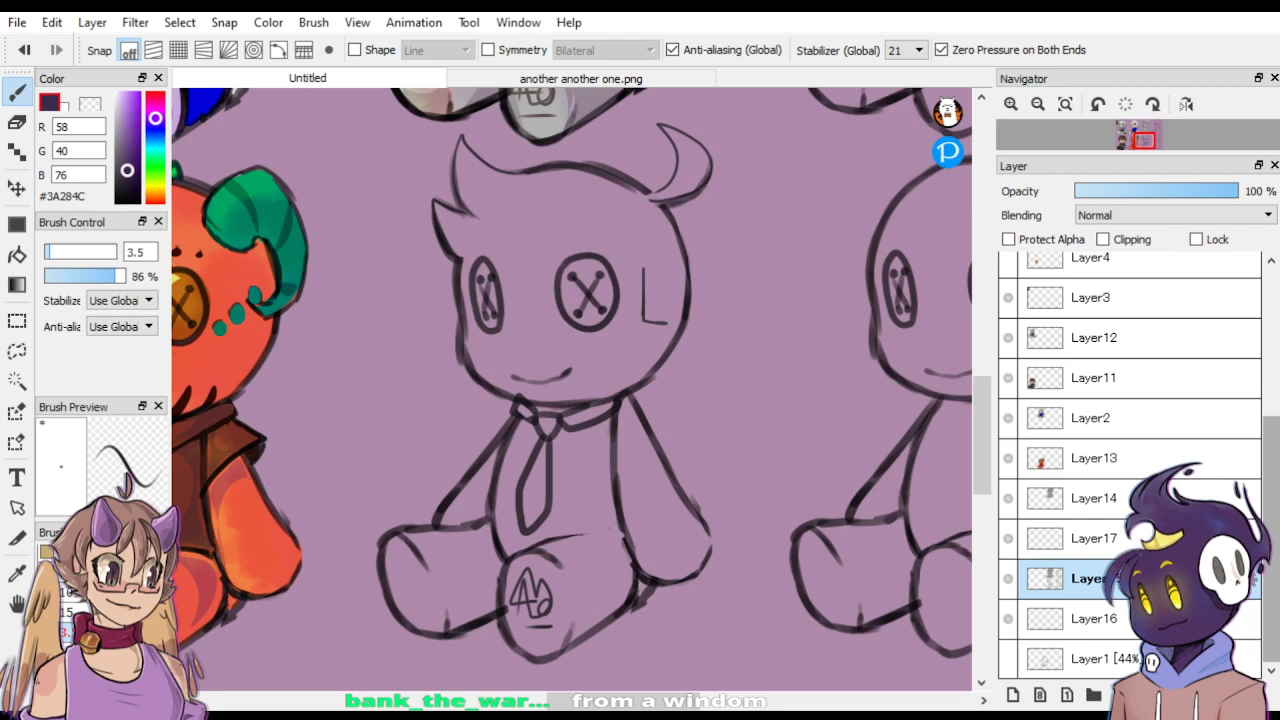 File Edit Layer Filter Select Snap Color Brush View Animation Tool Window Help
Snap off Shape Line Symmetry Bilateral Anti-aliasing (Global) Stabilizer (Global) 21 Zero Pressure on Both Ends
Color
Untitled
another another one.png
Navigator
R 58
G 40
B 76
#3A284C
Brush Control
3.5
86 %
Stabilize Use Globa
Anti-alia Use Globa
Brush Preview
*
Brus
15
T
Layer
Opacity 100 %
Blending Normal
Protect Alpha Clipping Lock
Layer4
Layer3
Layer12
Layer11
Layer2
Layer13
Layer14
Layer17
Laye
Layer16
Layer1 [44%]
P
bank_the_war... from a windom